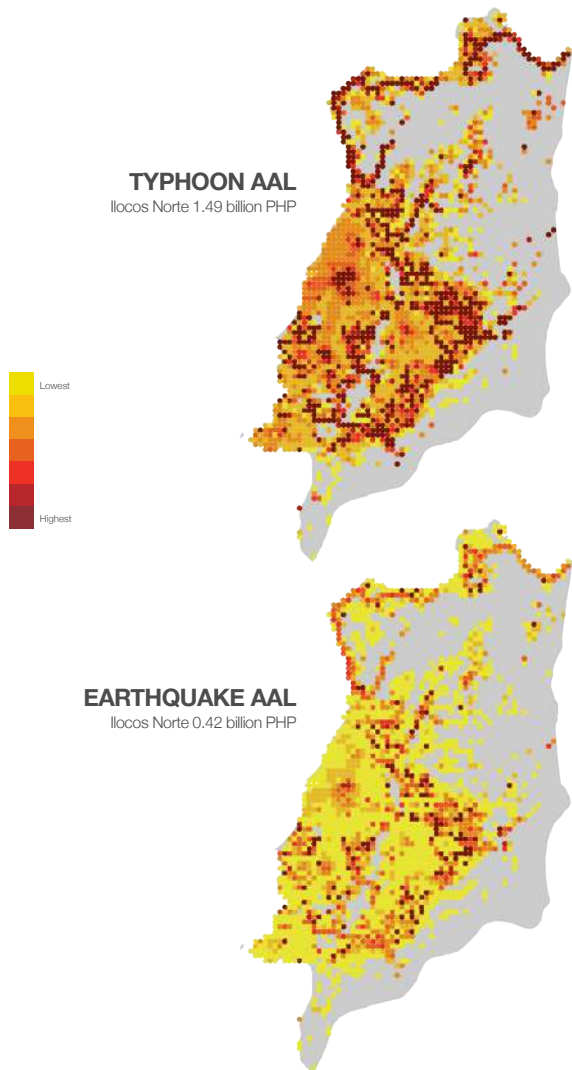 TYPHOON AAL
Ilocos Norte 1.49 billion PHP
Lowest
Highest
EARTHQUAKE AAL
Ilocos Norte 0.42 billion PHP